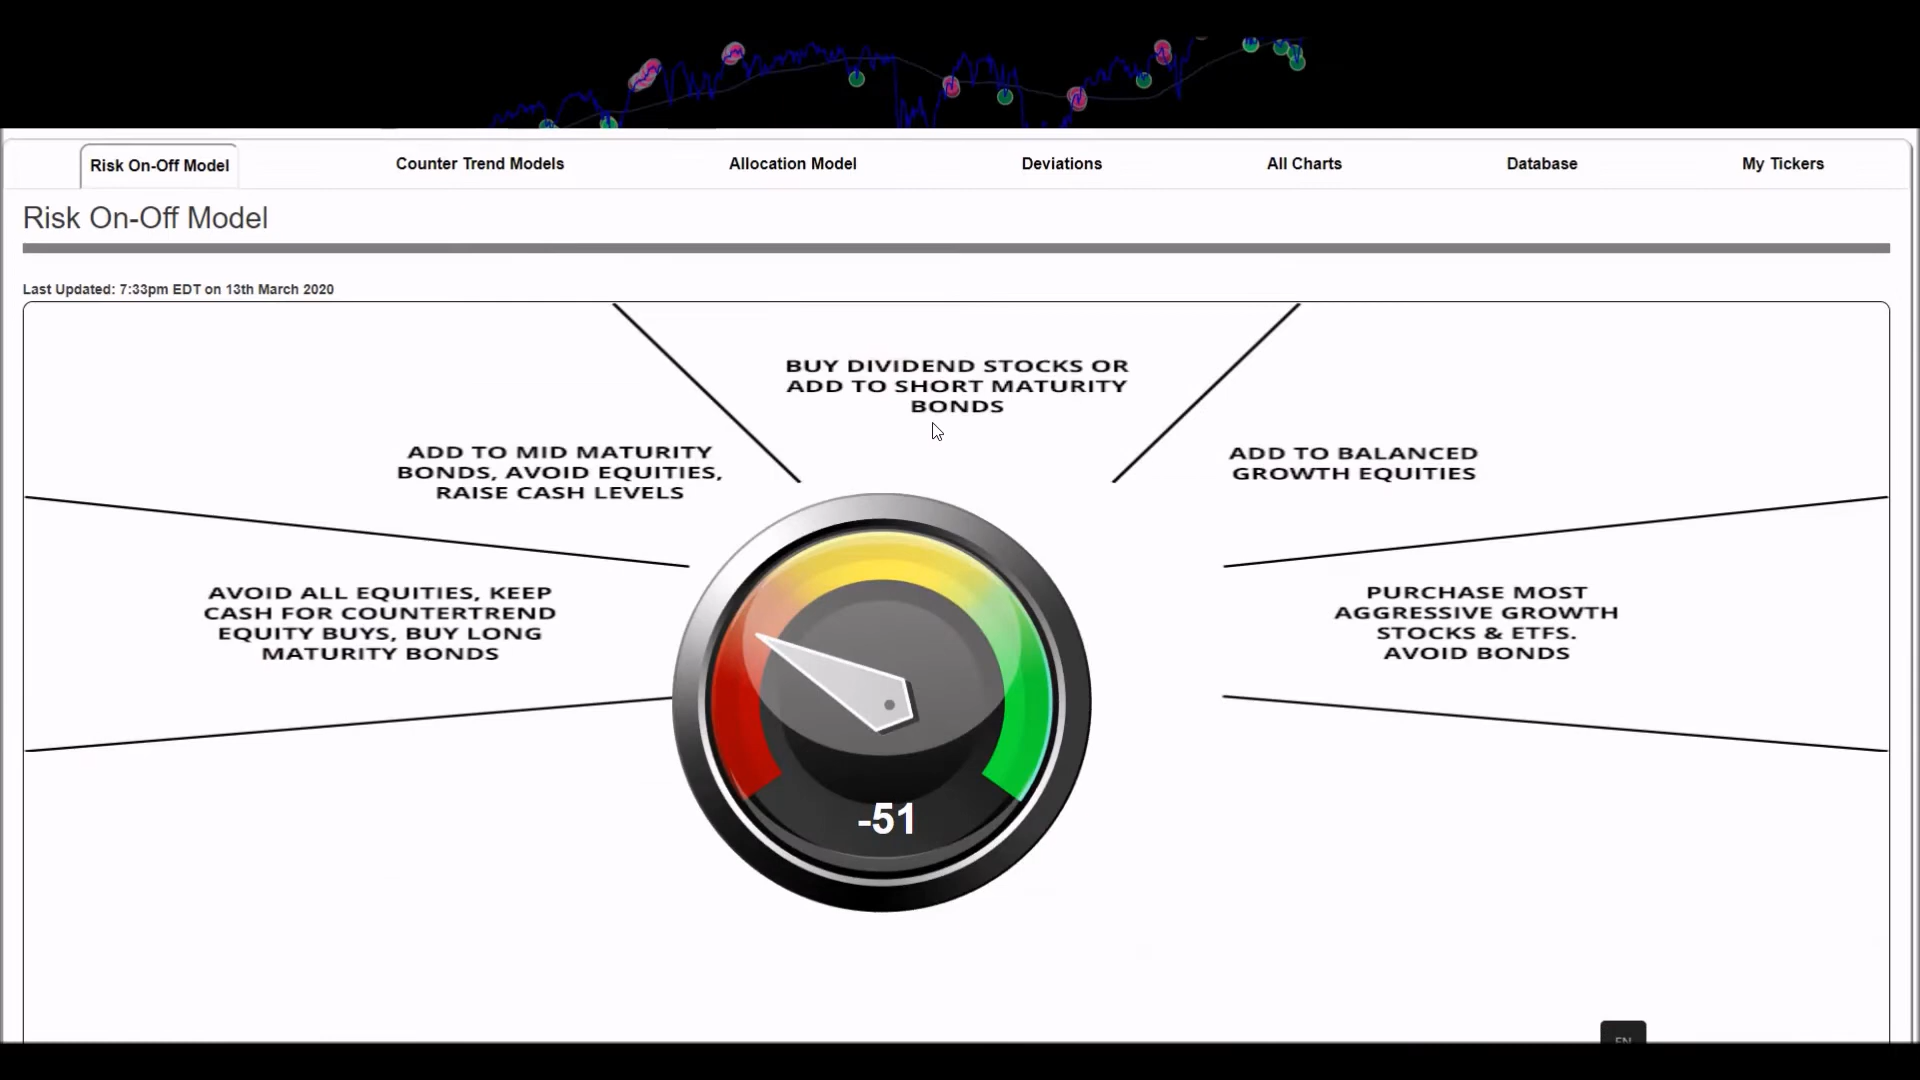 Risk On-Off Model
Counter Trend Models
Allocation Model
Deviations
All Charts
Database
My Tickers
Risk On-Off Model
Last Updated: 7:33pm EDT on 13th March 2020
BUY DIVIDEND STOCKS OR
ADD TO SHORT MATURITY
BONDS
ADD TO MID MATURITY
BONDS, AVOID EQUITIES,
RAISE CASH LEVELS
ADD TO BALANCED
GROWTH EQUITIES
AVOID ALL EQUITIES, KEEP
CASH FOR COUNTERTREND
EQUITY BUYS, BUY LONG
MATURITY BONDS
PURCHASE MOST
AGGRESSIVE GROWTH
STOCKS & ETFS.
AVOID BONDS
-51